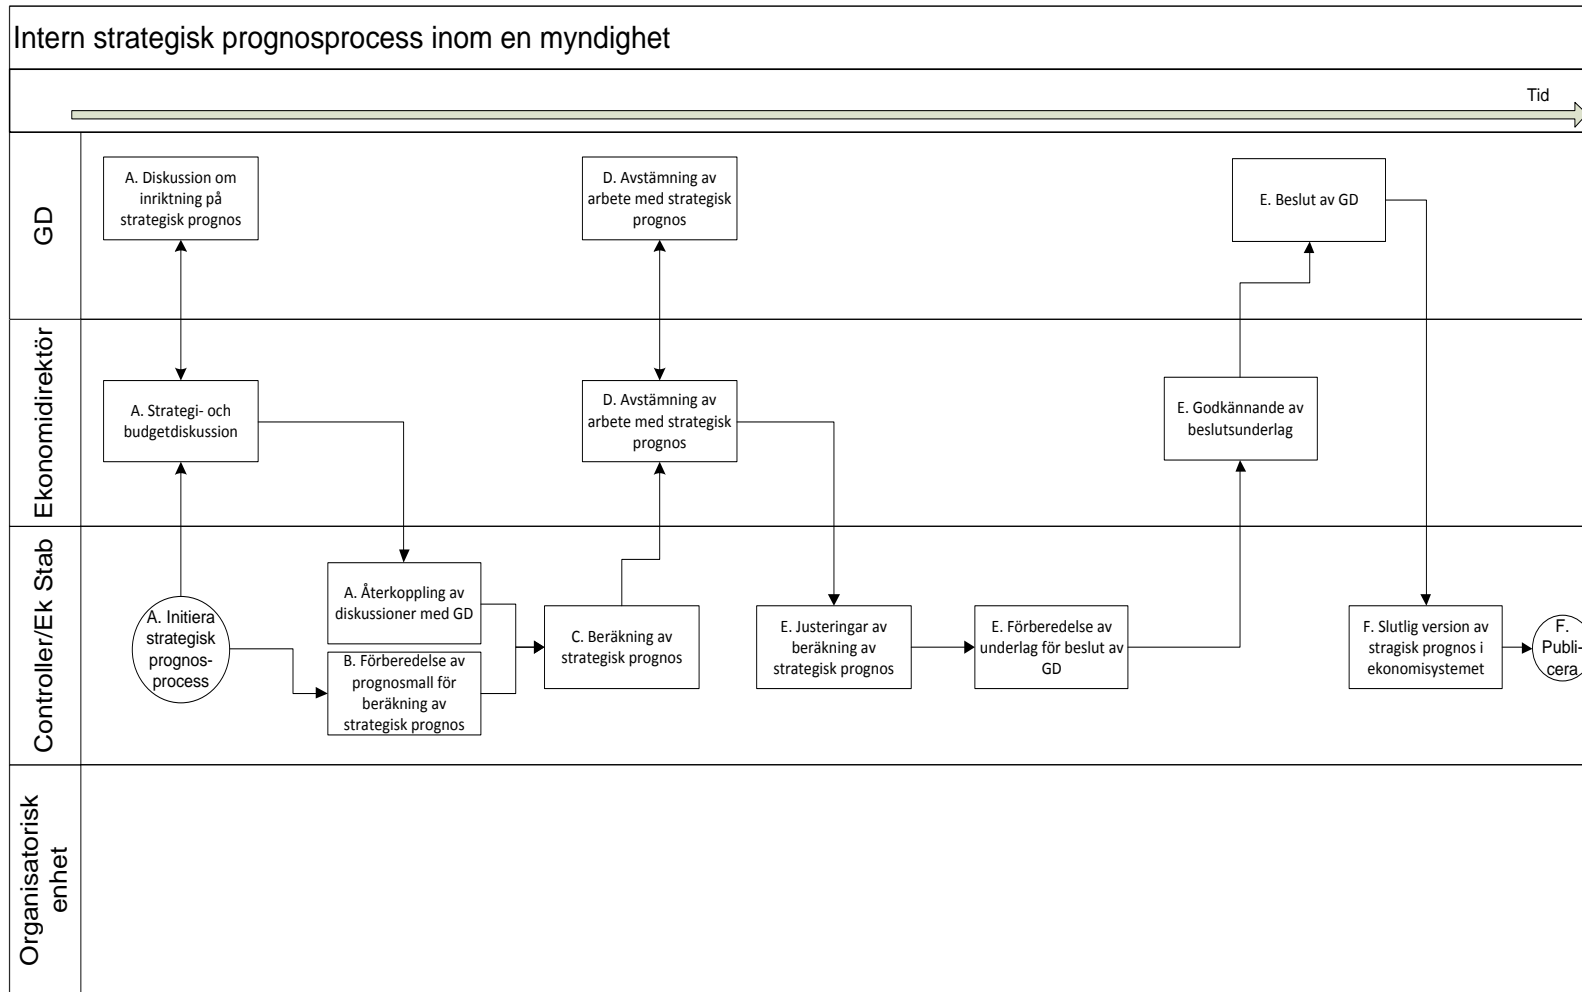 Intern strategisk prognosprocess inom en myndighet
Tid
GD
A. Diskussion om
inriktning på
strategisk prognos
D. Avstämning av
arbete med strategisk
prognos
E. Beslut av GD
Ekonomidirektör
A. Strategi- och
budgetdiskussion
D. Avstämning av
arbete med strategisk
prognos
E. Godkännande av
beslutsunderlag
Controller/Ek Stab
A. Initiera
strategisk
prognos-
process
A. Återkoppling av
diskussioner med GD
B. Förberedelse av
prognosmall för
beräkning av
strategisk prognos
C. Beräkning av
strategisk prognos
E. Justeringar av
beräkning av
strategisk prognos
E. Förberedelse av
underlag för beslut av
GD
F. Slutlig version av
stragisk prognos i
ekonomisystemet
F.
Publi-
cera
Organisatorisk
enhet